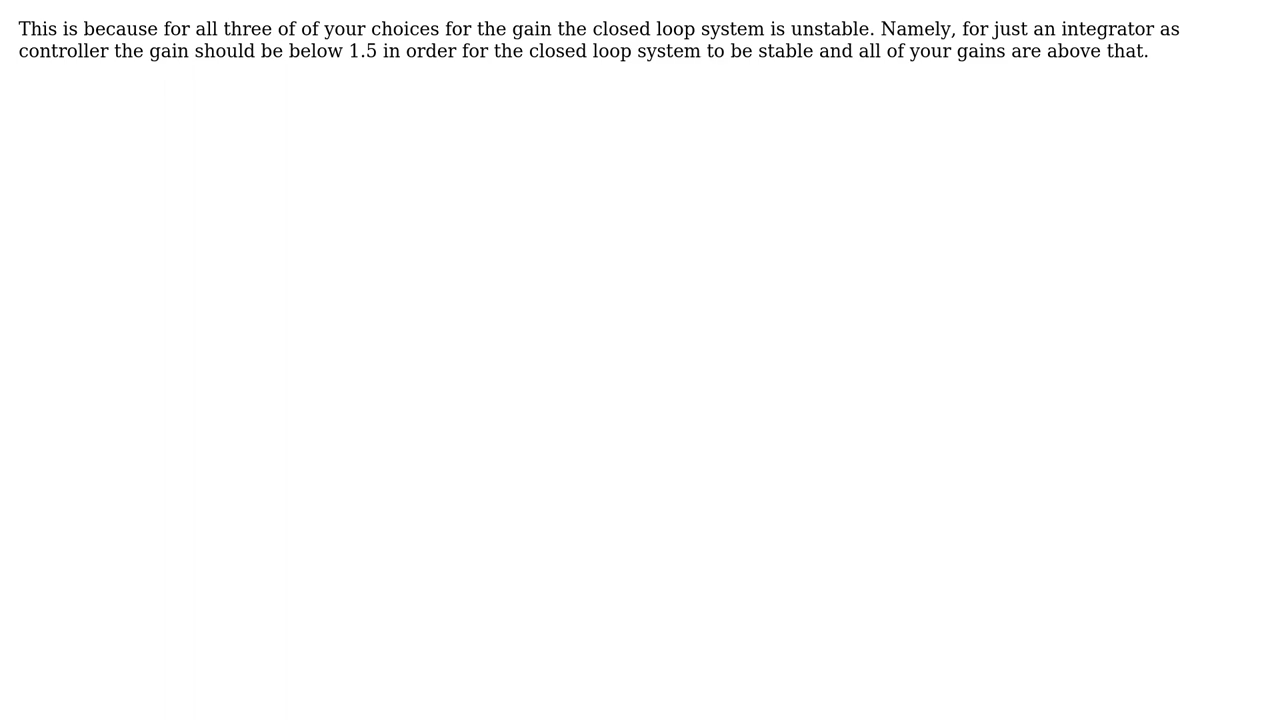 This is because for all three of of your choices for the gain the closed loop system is unstable. Namely, for just an integrator as
controller the gain should be below 1.5 in order for the closed loop system to be stable and all of your gains are above that.